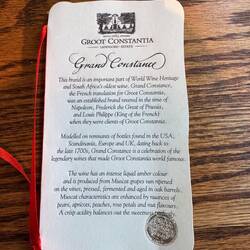 GROOT CONSTANTIA
Grand Constance
This brand is an important part of World Wine Heritage
and South Africa's oldest wine. Grand Constance,
the French translation for Groot Constantia,
was an established brand tasted in the time of
Napoleon, Frederick the Great of Prussia,
and Louis Philippe (King of the French)
when they were clients of Groot Constantia.
Modelled on remnants of bottles found in the USA,
Scandinavia, Europe and UK, dating back to
the late 1700s, Grand Constance is a celebration of the
legendary wines that made Groot Constantia world famous.
The wine has an intense liquid amber colour
and is produced from Muscat grapes sun ripened
on the vines, pressed, fermented and aged in oak barrels.
Muscat characteristics are enhanced by nuances of
pears, apricots, peaches, rose petals and nut flavours.
A crisp acidity balances out the sweetness